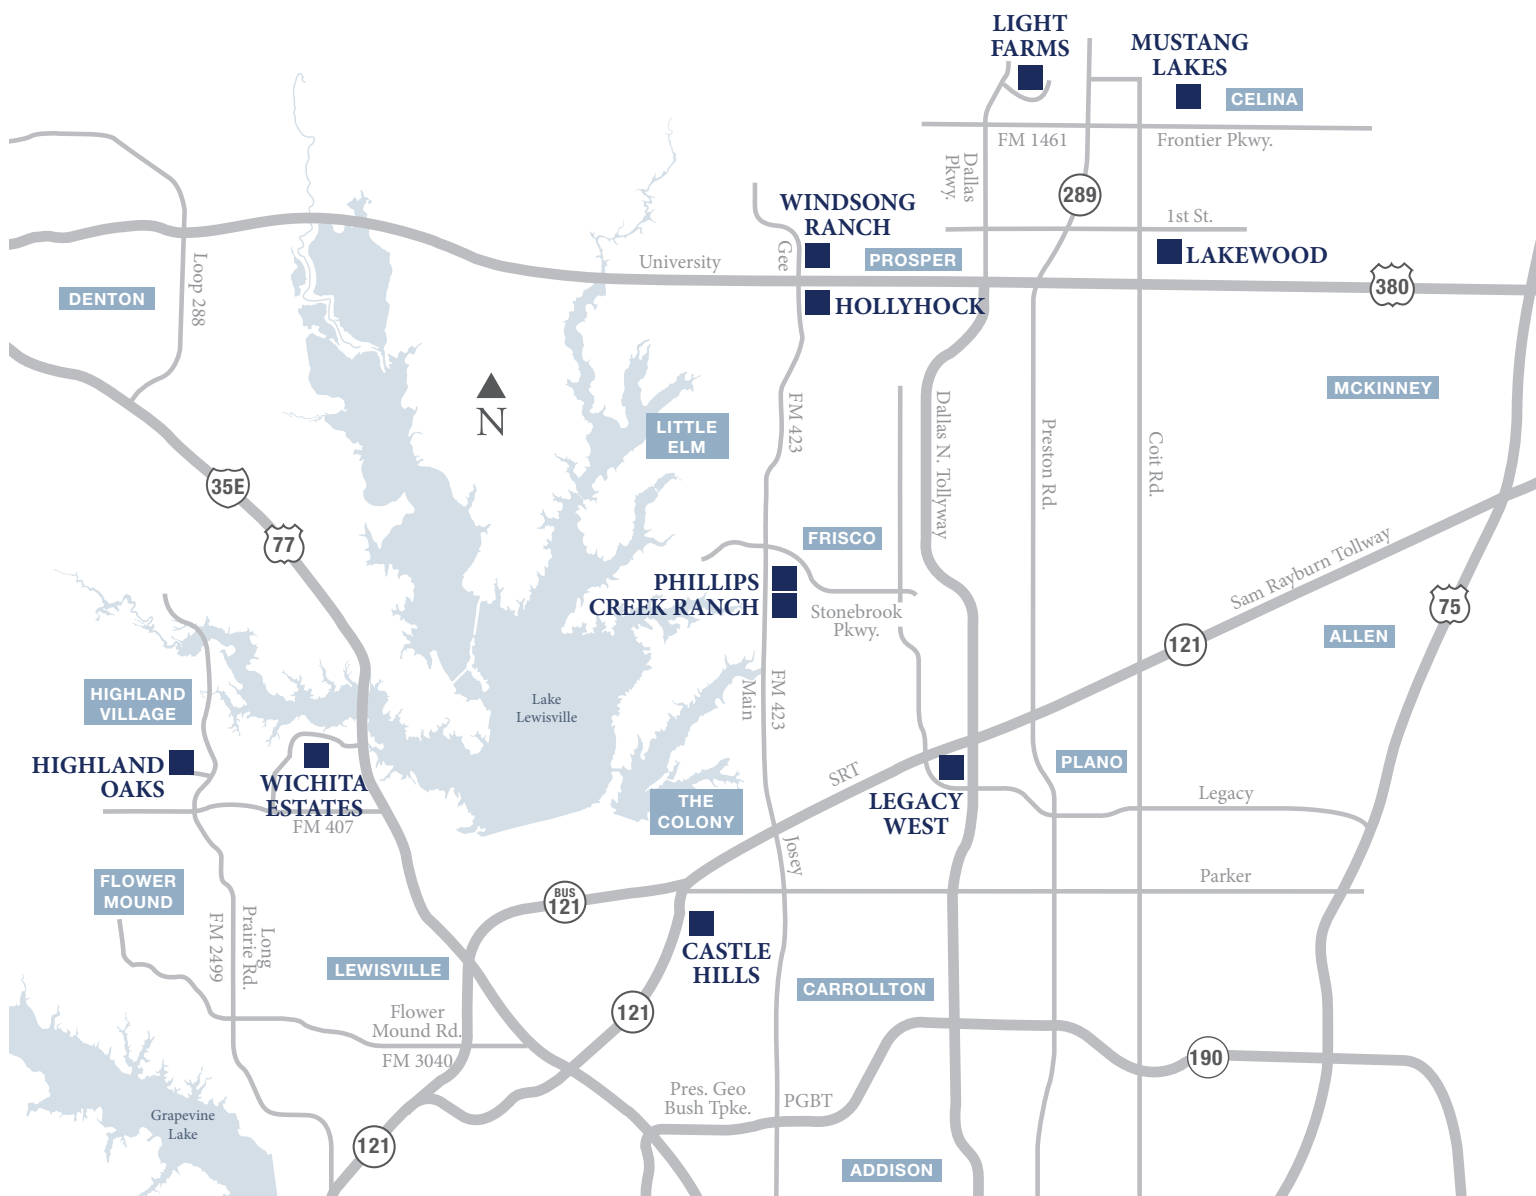 LIGHT
FARMS
MUSTANG
LAKES
CELINA
FM 1461
Frontier Pkwy.
Dallas
Pkwy.
289
WINDSONG
RANCH
1st St.
University
Gee
PROSPER
LAKEWOOD
DENTON
Loop 288
HOLLYHOCK
380
MCKINNEY
N
LITTLE
ELM
FM 423
Dallas N. Tollyway
Preston Rd.
Coit Rd.
35E
77
FRISCO
Sam Rayburn Tollway
PHILLIPS
CREEK RANCH
Stonebrook
Pkwy.
75
121
ALLEN
HIGHLAND
VILLAGE
Lake
Lewisville
Main
FM 423
HIGHLAND
OAKS
WICHITA
ESTATES
FM 407
THE
COLONY
SRT
PLANO
LEGACY
WEST
Legacy
Josey
Parker
FLOWER
MOUND
BUS
121
FM 2499
Long
Prairie Rd.
CASTLE
HILLS
LEWISVILLE
CARROLLTON
Flower
Mound Rd.
FM 3040
121
190
Pres. Geo
Bush Tpke.
PGBT
Grapevine
Lake
121
ADDISON